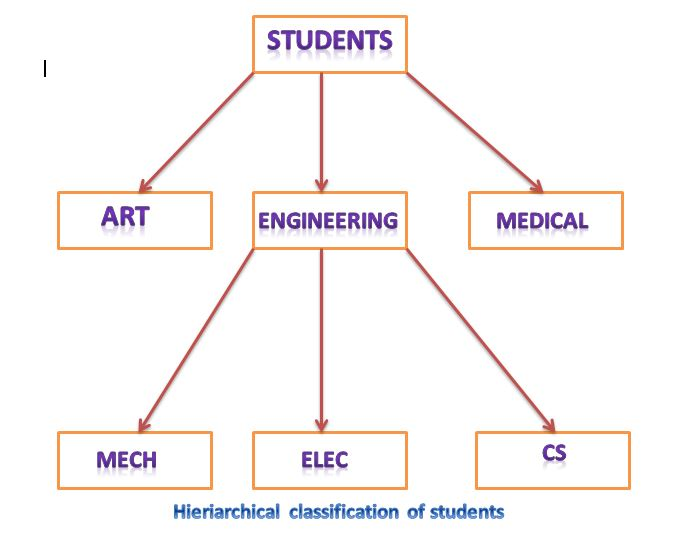 STUDENTS
ART
ENGINEERING
MEDICAL
MECH
ELEC
CS
Hieriarchical classification of students